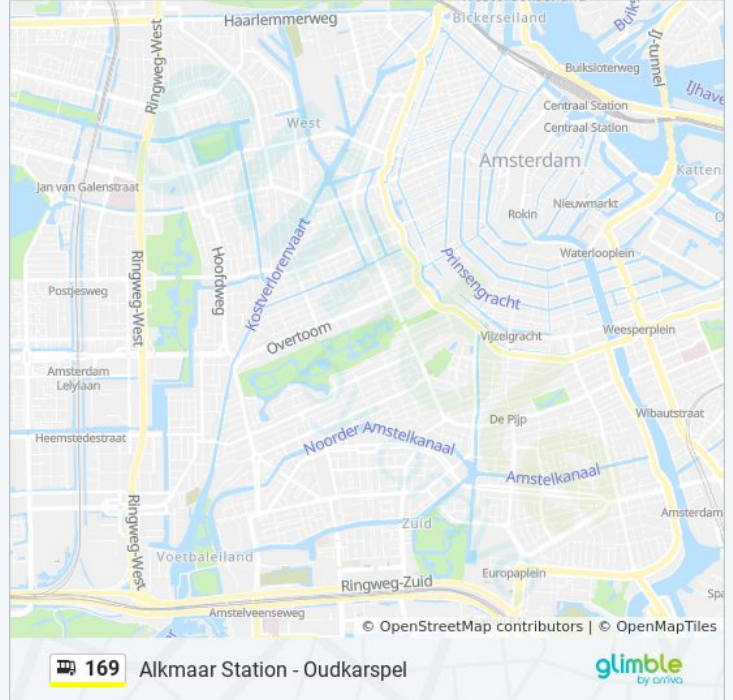 Haarlemmerweg
Bickerseiland
Buiks
IJ-tunnel
Ringweg-West
Buiksloterweg
IJhave
Centraal Station
West
Centraal Station
Amsterdam
Katten
Jan van Galenstraat
Nieuwmarkt
Rokin
O
Kostverlorenvaart
Waterlooplein
Hoofdweg
Prinsengracht
Ringweg-West
Postjesweg
Overtoom
Vijzelgracht
Weesperplein
Amsterdam
Lelylaan
Wibautstraat
De Pijp
Heemstedestraat
Noorder Amstelkanaal
Amstelkanaal
Ringweg-West
Amsterdam
Zuid
Voetbaleiland
Europaplein
Ringweg-Zuid
Spa
Amstelveenseweg
er
© OpenStreetMap contributors | © OpenMapTiles
169 Alkmaar Station - Oudkarspel
glimble
by arriva